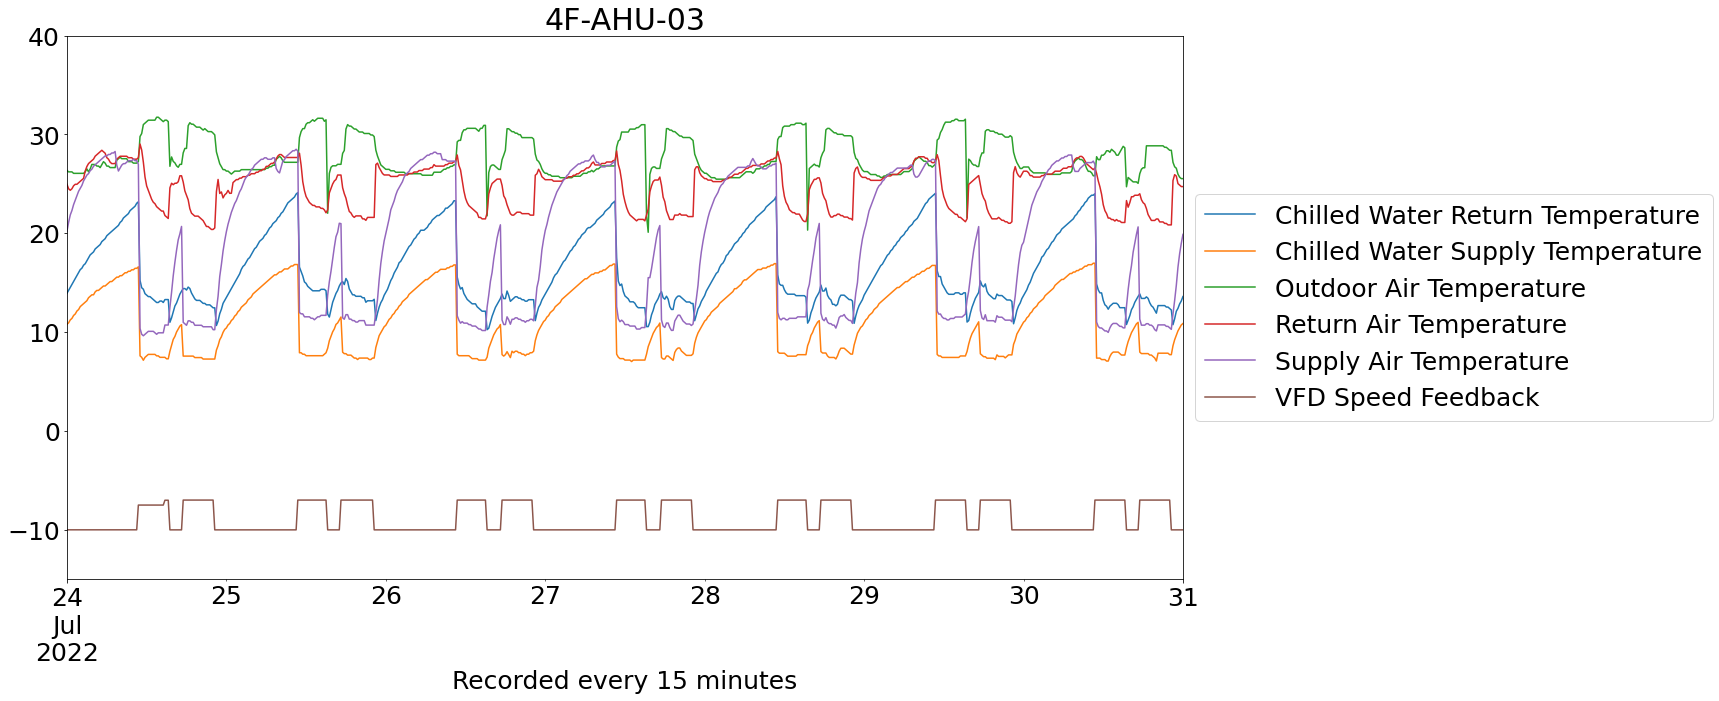 4F-AHU-03
40
30
20
10
0
−10
24
Jul
2022
25
26
27
28
29
30
31
Recorded every 15 minutes
Chilled Water Return Temperature
Chilled Water Supply Temperature
Outdoor Air Temperature
Return Air Temperature
Supply Air Temperature
VFD Speed Feedback